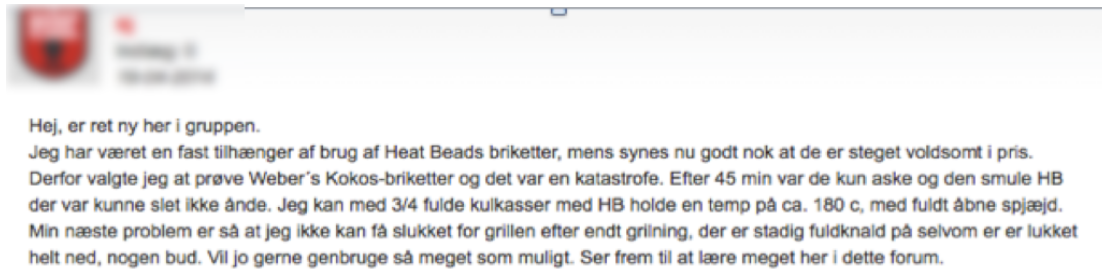 Hej, er ret ny her i gruppen.
Jeg har været en fast tilhænger af brug af Heat Beads briketter, mens synes nu godt nok at de er steget voldsomt i pris.
Derfor valgte jeg at prøve Weber´s Kokos-briketter og det var en katastrofe. Efter 45 min var de kun aske og den smule HB
der var kunne slet ikke ånde. Jeg kan med 3/4 fulde kulkasser med HB holde en temp på ca. 180 c, med fuldt åbne spjæjd.
Min næste problem er så at jeg ikke kan få slukket for grillen efter endt grilning, der er stadig fuldknald på selvom er er lukket
helt ned, nogen bud. Vil jo gerne genbruge så meget som muligt. Ser frem til at lære meget her i dette forum.